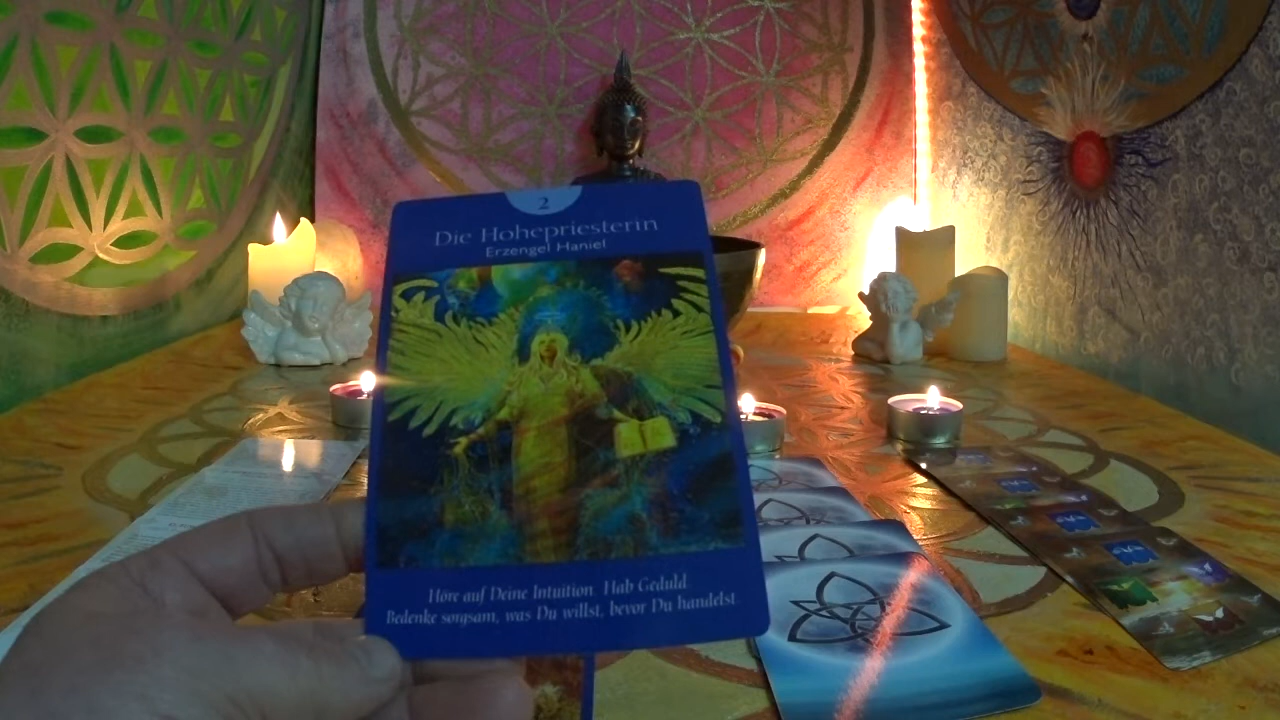 2
Die Hohepriesterin
Erzengel Haniel
Höre auf Deine Intuition. Hab Geduld.
Bedenke sorgsam, was Du willst, bevor Du handelst.